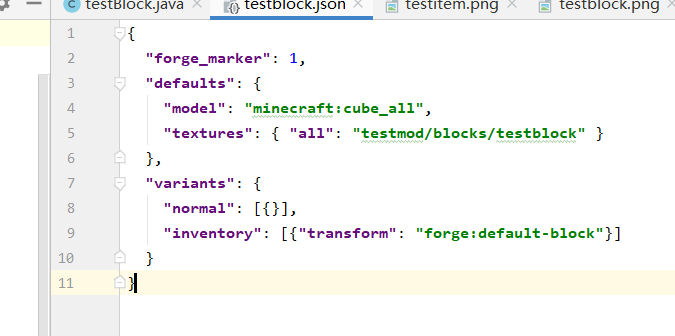 testBlock.java testblock.json testitem.png testblock.png
1 {
2 "forge_marker": 1,
3 "defaults": {
4 "model": "minecraft:cube_all",
5 "textures": { "all": "testmod/blocks/testblock" }
6 },
7 "variants": {
8 "normal": [{}],
9 "inventory": [{"transform": "forge:default-block"}]
10 }
11 }